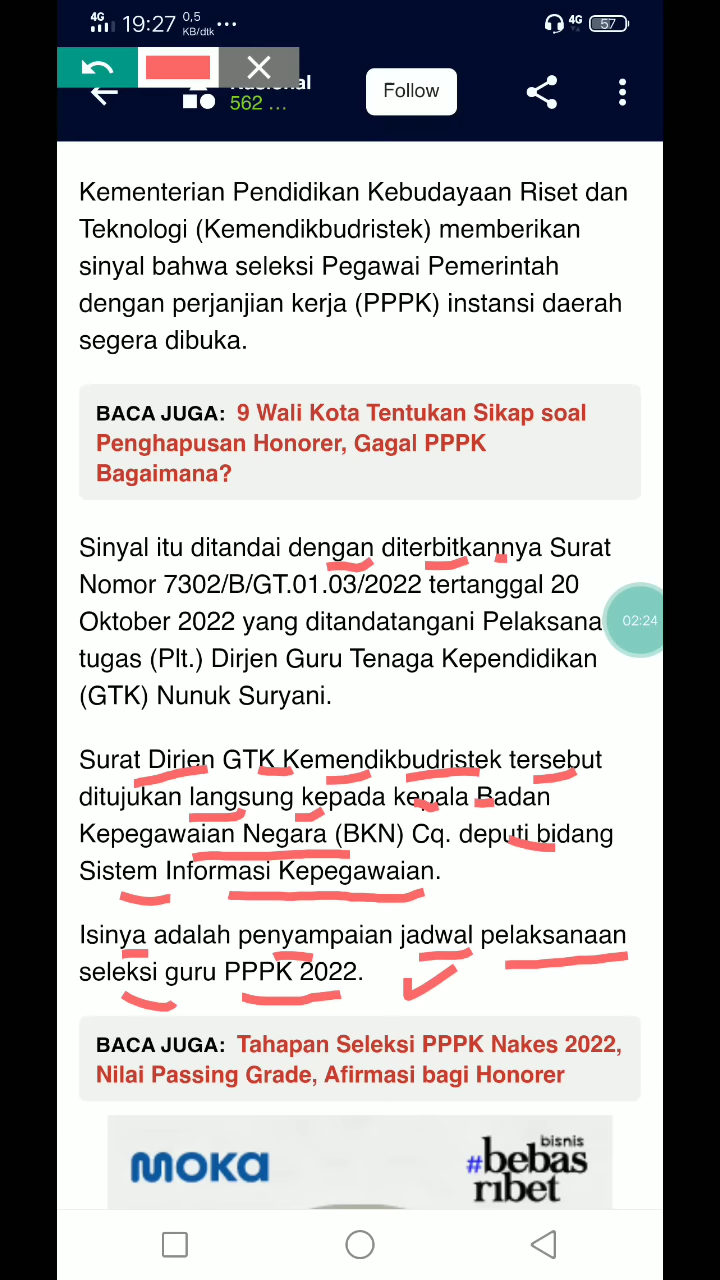 4G 19:27 0,5 KB/dtk ... 4G 57
Nasional
562 ...
Follow
Kementerian Pendidikan Kebudayaan Riset dan
Teknologi (Kemendikbudristek) memberikan
sinyal bahwa seleksi Pegawai Pemerintah
dengan perjanjian kerja (PPPK) instansi daerah
segera dibuka.
BACA JUGA: 9 Wali Kota Tentukan Sikap soal
Penghapusan Honorer, Gagal PPPK
Bagaimana?
Sinyal itu ditandai dengan diterbitkannya Surat
Nomor 7302/B/GT.01.03/2022 tertanggal 20
Oktober 2022 yang ditandatangani Pelaksana
02:24
tugas (Plt.) Dirjen Guru Tenaga Kependidikan
(GTK) Nunuk Suryani.
Surat Dirjen GTK Kemendikbudristek tersebut
ditujukan langsung kepada kepala Badan
Kepegawaian Negara (BKN) Cq. deputi bidang
Sistem Informasi Kepegawaian.
Isinya adalah penyampaian jadwal pelaksanaan
seleksi guru PPPK 2022.
BACA JUGA: Tahapan Seleksi PPPK Nakes 2022,
Nilai Passing Grade, Afirmasi bagi Honorer
MOKA
bisnis
#bebas
ribet